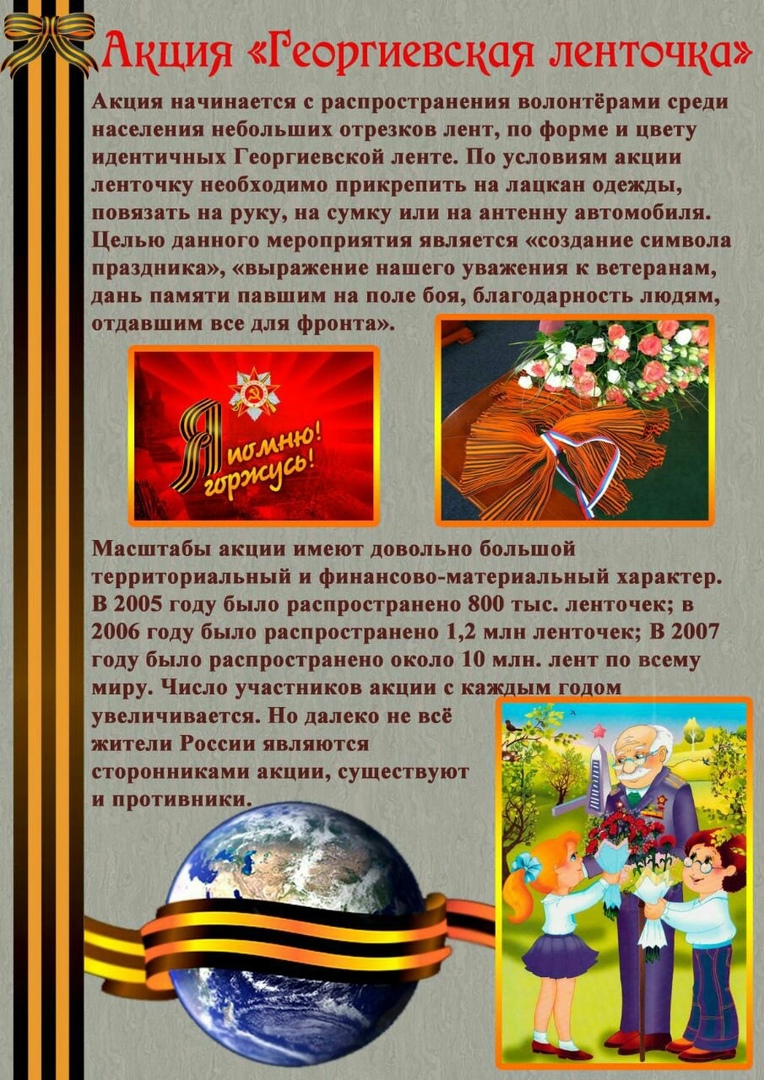 Акция «Георгиевская ленточка»
Акция начинается с распространения волонтёрами среди
населения небольших отрезков лент, по форме и цвету
идентичных Георгиевской ленте. По условиям акции
ленточку необходимо прикрепить на лацкан одежды,
повязать на руку, на сумку или на антенну автомобиля.
Целью данного мероприятия является «создание символа
праздника», «выражение нашего уважения к ветеранам,
дань памяти павшим на поле боя, благодарность людям,
отдавшим все для фронта».
Я помню!
горжусь!
Масштабы акции имеют довольно большой
территориальный и финансово-материальный характер.
В 2005 году было распространено 800 тыс. ленточек; в
2006 году было распространено 1,2 млн ленточек; В 2007
году было распространено около 10 млн. лент по всему
миру. Число участников акции с каждым годом
увеличивается. Но далеко не всё
жители России являются
сторонниками акции, существуют
и противники.